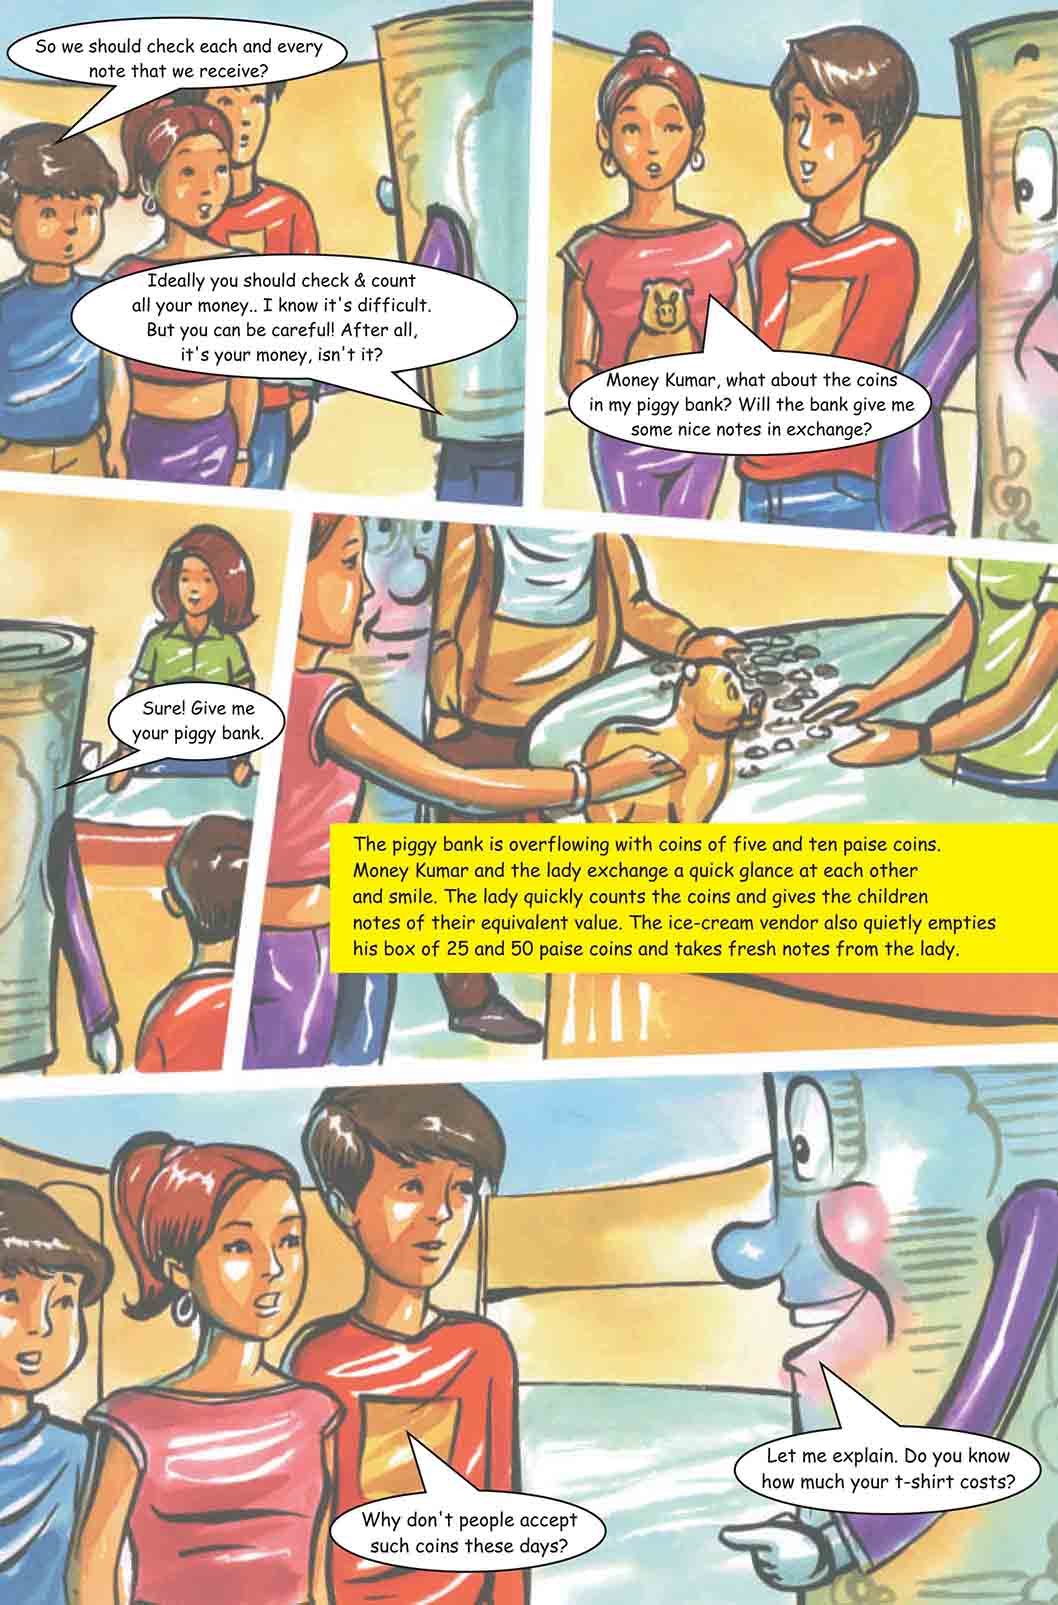 So we should check each and every
note that we receive?
Ideally you should check & count
all your money.. I know it's difficult.
But you can be careful! After all,
it's your money, isn't it?
Money Kumar, what about the coins
in my piggy bank? Will the bank give me
some nice notes in exchange?
Sure! Give me
your piggy bank.
The piggy bank is overflowing with coins of five and ten paise coins.
Money Kumar and the lady exchange a quick glance at each other
and smile. The lady quickly counts the coins and gives the children
notes of their equivalent value. The ice-cream vendor also quietly empties
his box of 25 and 50 paise coins and takes fresh notes from the lady.
Why don't people accept
such coins these days?
Let me explain. Do you know
how much your t-shirt costs?